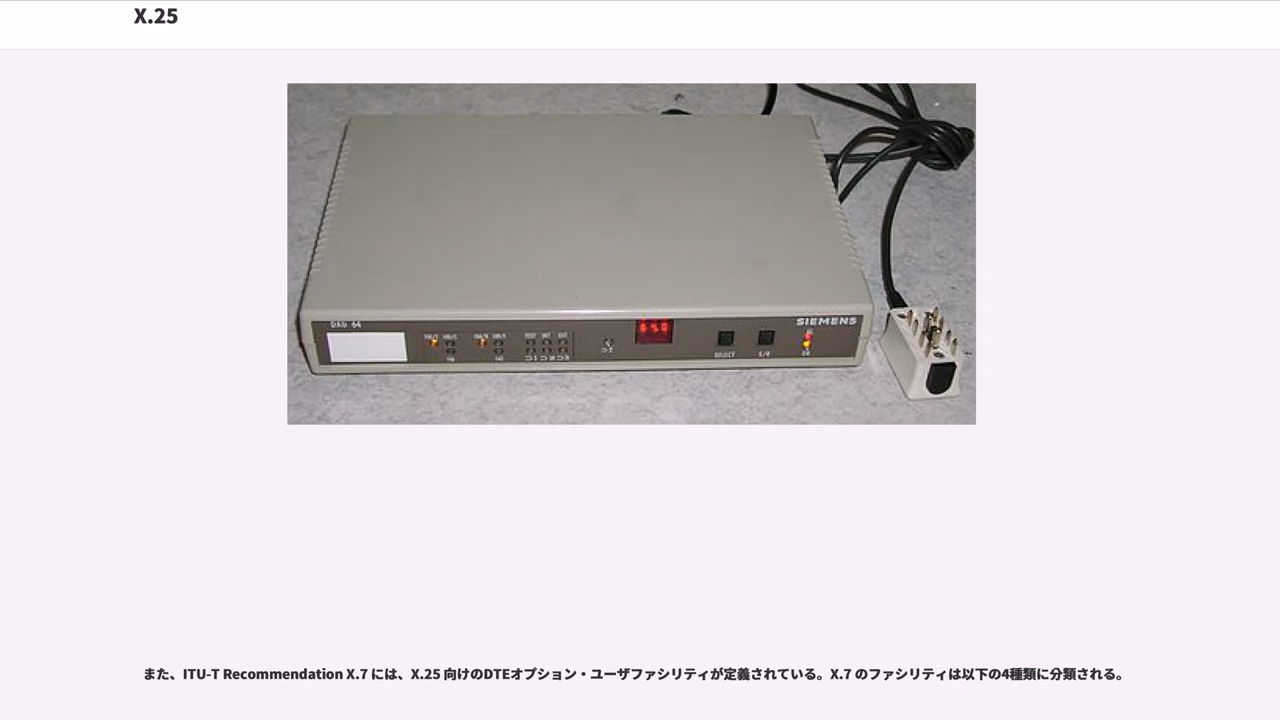 X.25
DAG 64
SIEMENS
SELECT
S/R
また、ITU-T Recommendation X.7 には、X.25 向けのDTEオプション・ユーザファシリティが定義されている。X.7 のファシリティは以下の4種類に分類される。